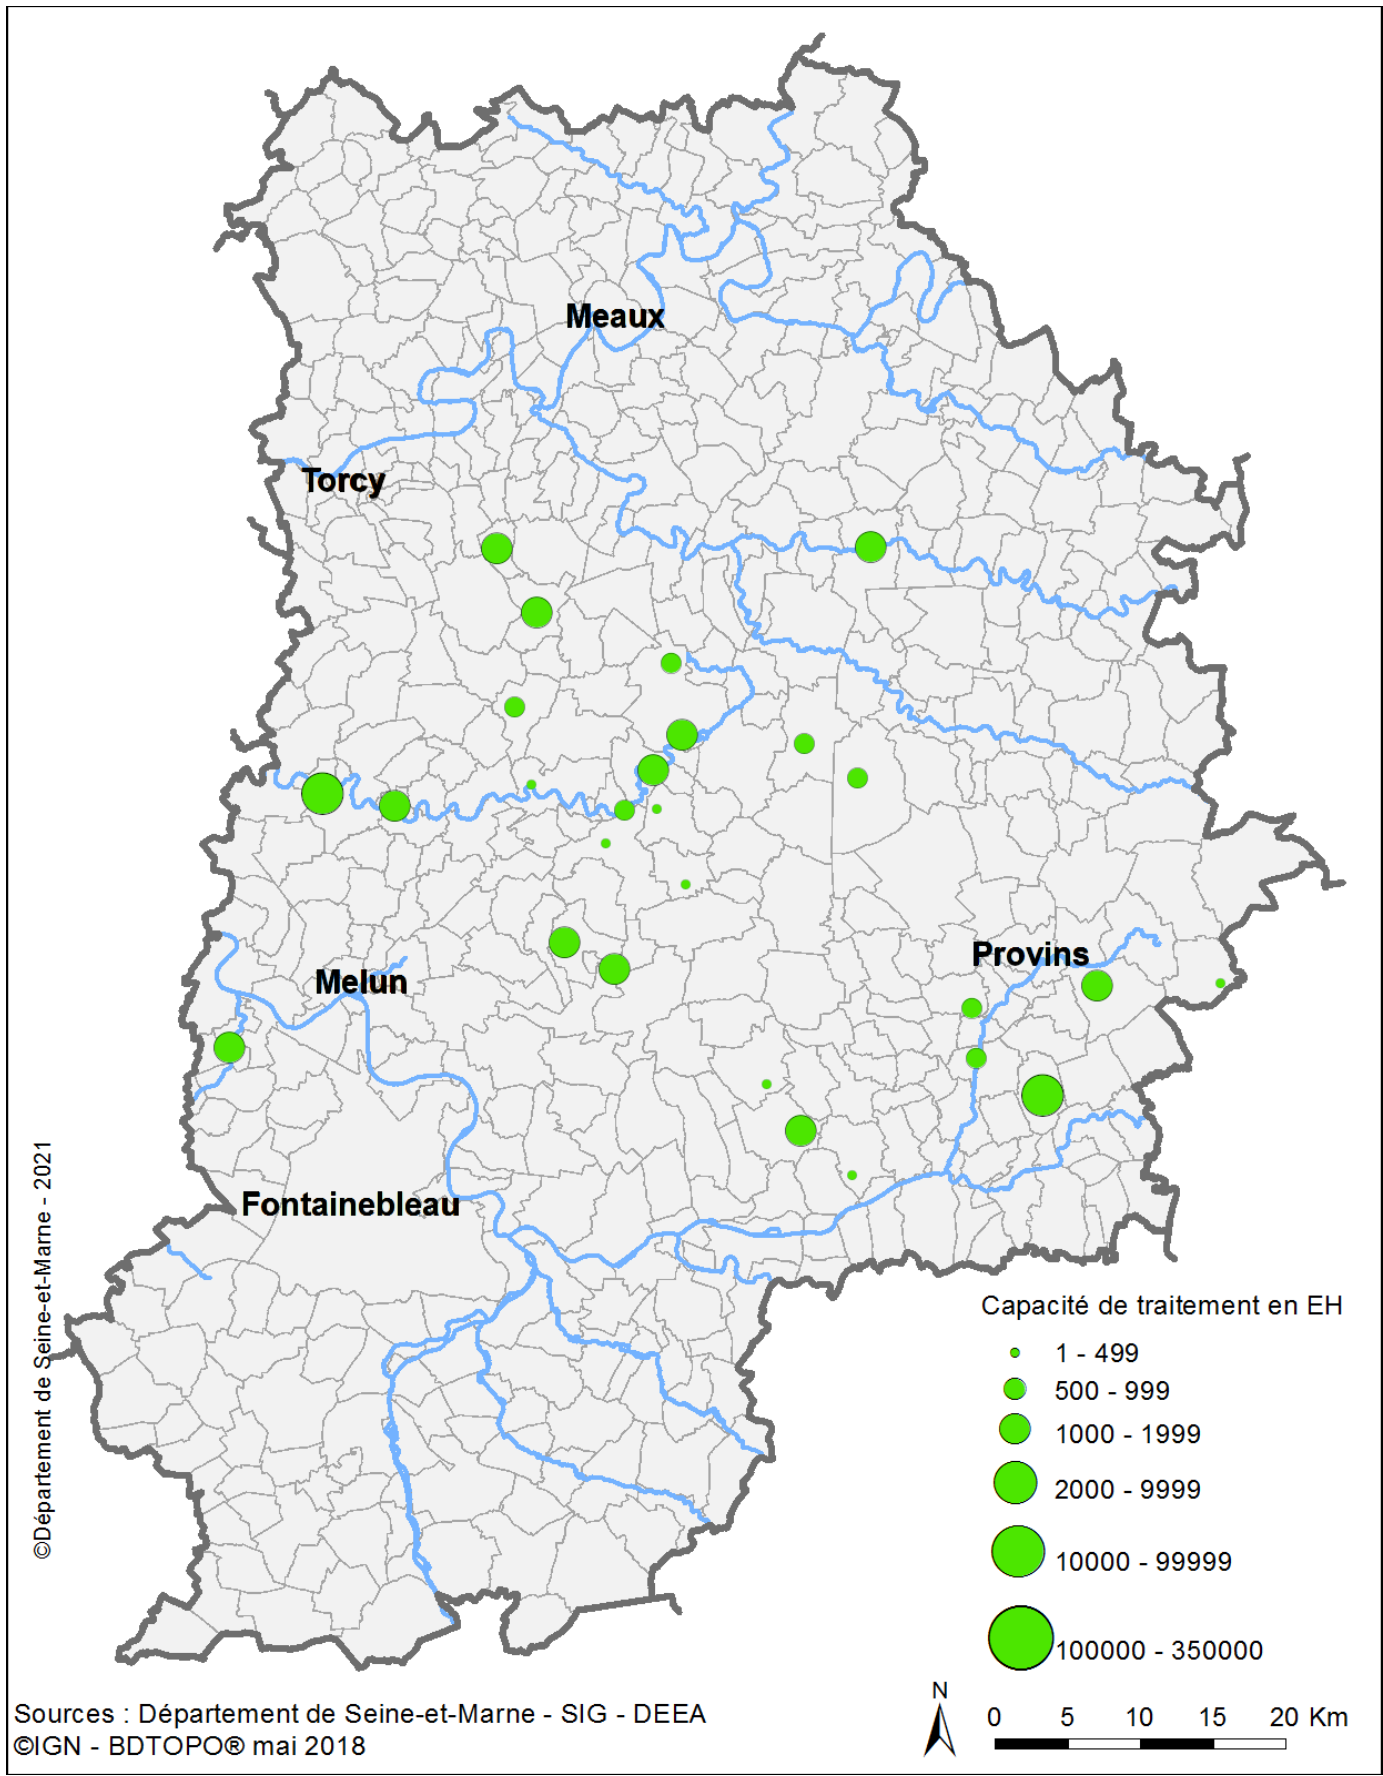 Meaux
Torcy
Provins
Melun
Fontainebleau
©Département de Seine-et-Marne - 2021
Capacité de traitement en EH
1 - 499
500 - 999
1000 - 1999
2000 - 9999
10000 - 99999
100000 - 350000
Sources : Département de Seine-et-Marne - SIG - DEEA
©IGN - BDTOPO® mai 2018
N
0 5 10 15 20 Km